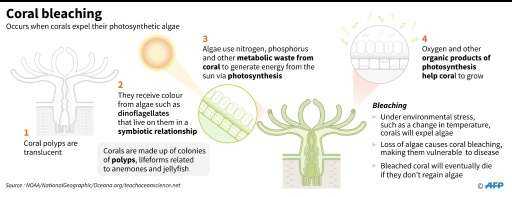 Coral bleaching
Occurs when corals expel their photosynthetic algae
1
Coral polyps are
translucent
2
They receive colour
from algae such as
dinoflagellates
that live on them in a
symbiotic relationship
Corals are made up of colonies
of polyps, lifeforms related
to anemones and jellyfish
3
Algae use nitrogen, phosphorus
and other metabolic waste from
coral to generate energy from the
sun via photosynthesis
4
Oxygen and other
organic products of
photosynthesis
help coral to grow
Bleaching
Under environmental stress,
such as a change in temperature,
corals will expel algae
Loss of algae causes coral bleaching,
making them vulnerable to disease
Bleached coral will eventually die
if they don't regain algae
Source: NOAA/NationalGeographic/Oceana.org/teachoceanscience.net
© AFP